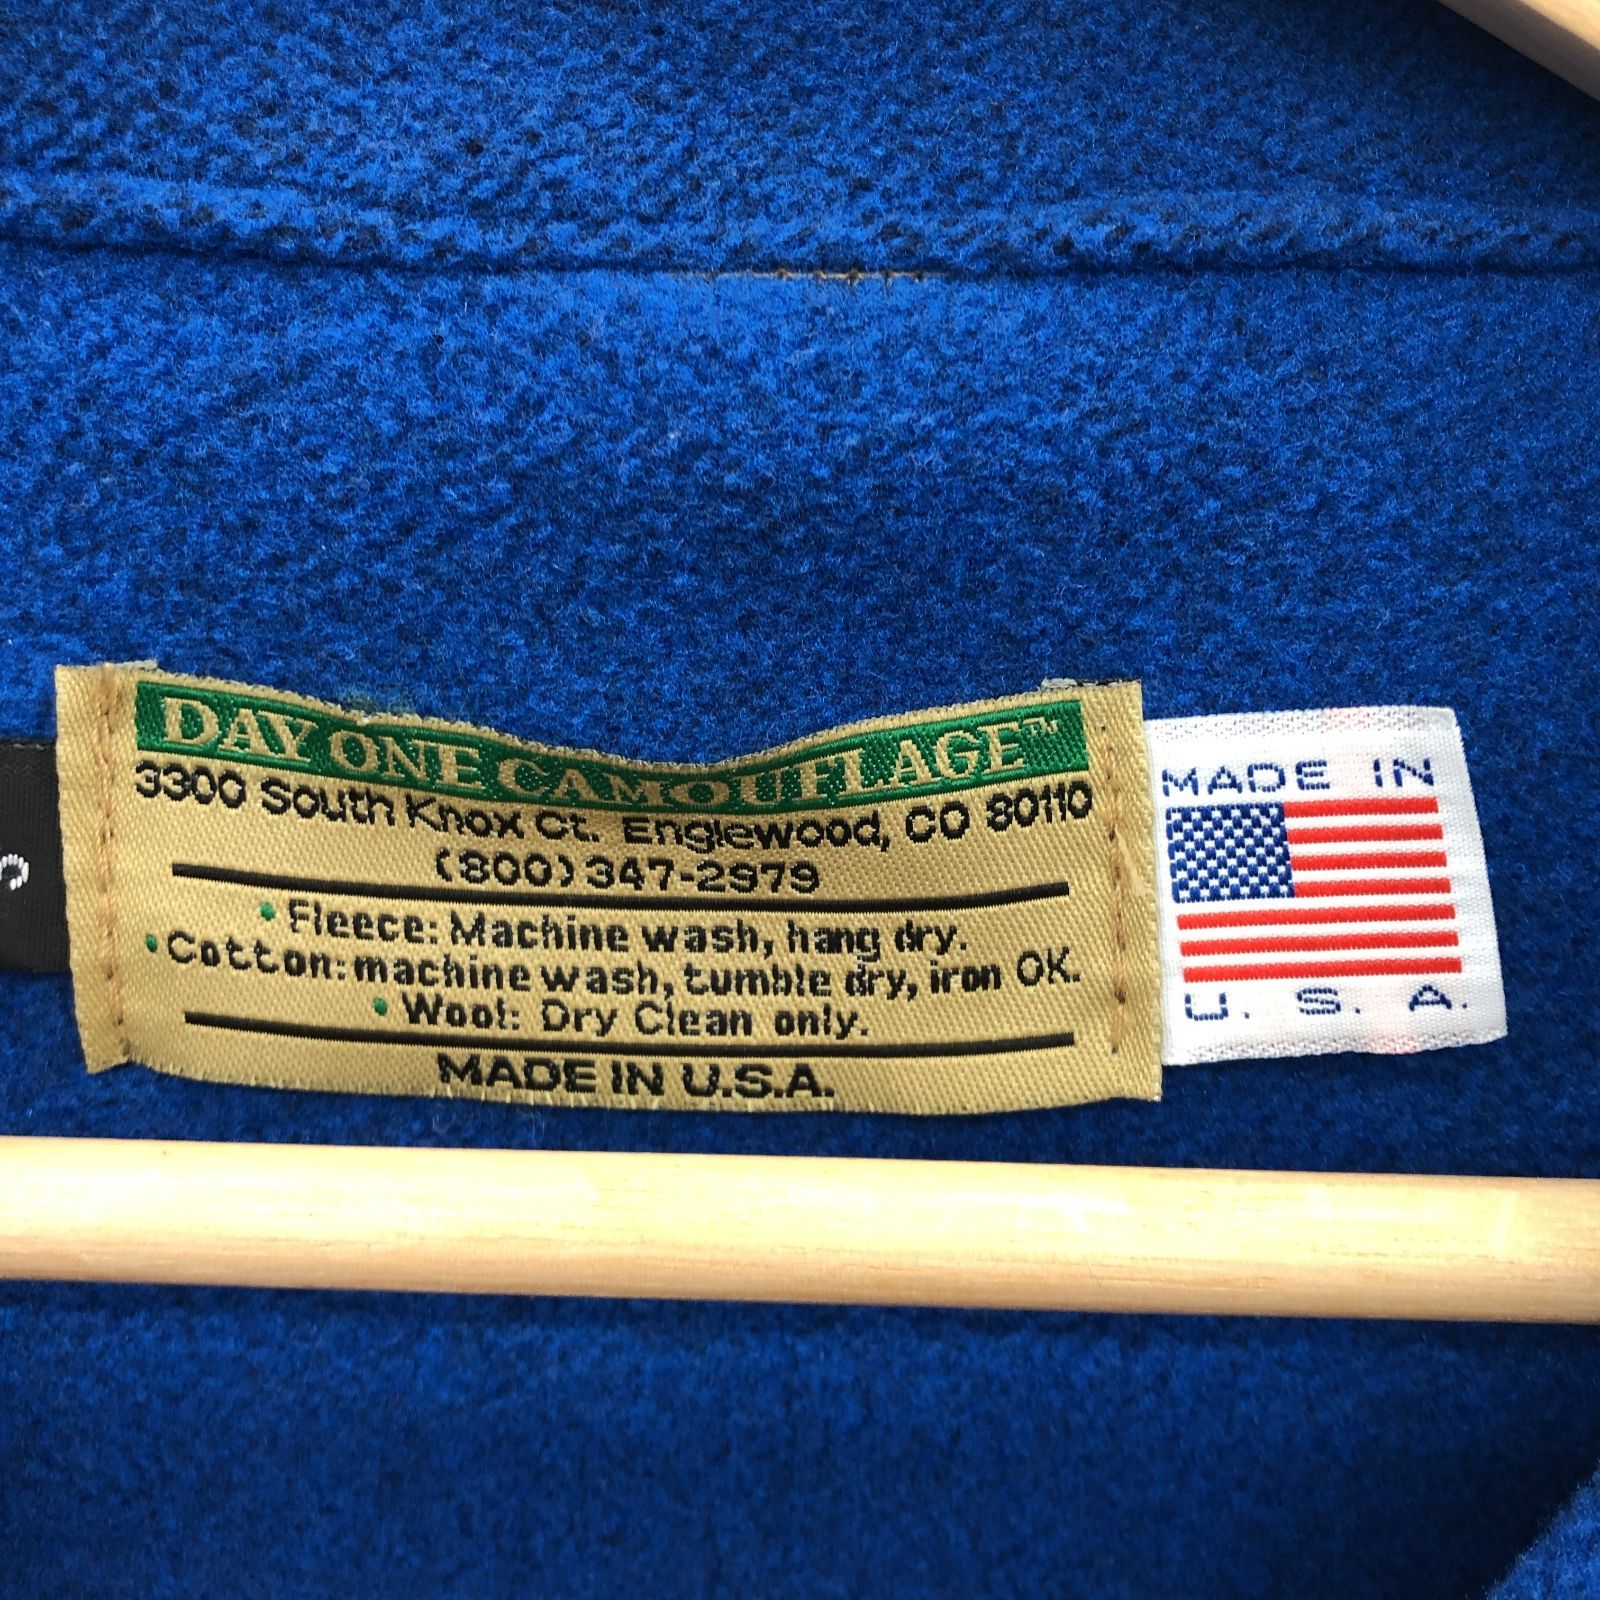 DAY ONE CAMOUFLAGE™
3300 South Knox Ct. Englewood, CO 80110
(800) 347-2979
• Fleece: Machine wash, hang dry.
• Cotton: machine wash, tumble dry, iron OK.
• Wool: Dry Clean only.
MADE IN U.S.A.
MADE IN
U. S. A.
S